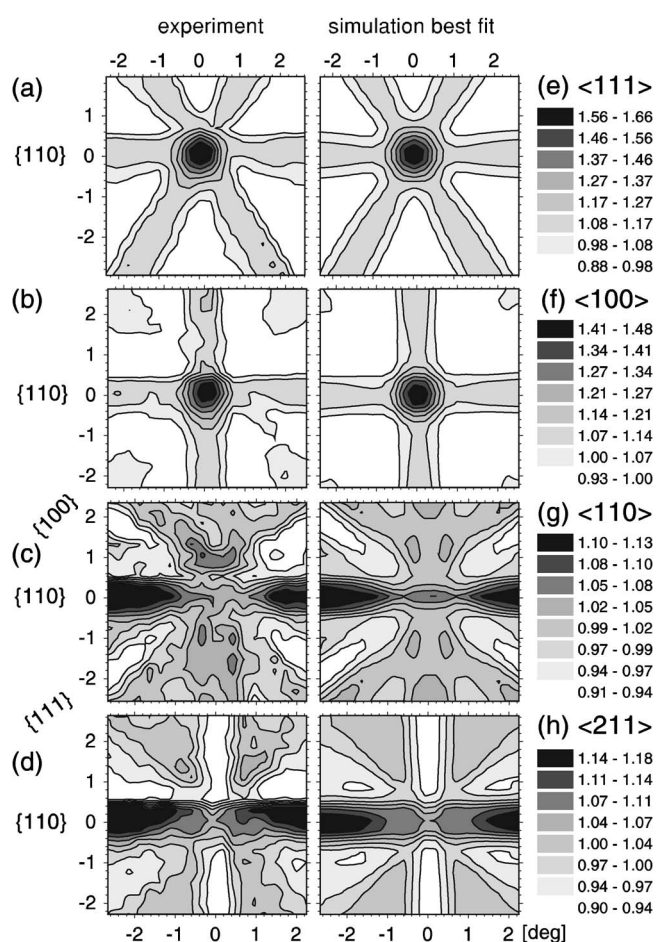 experiment simulation best fit
-2 -1 0 1 2 -2 -1 0 1 2
(a) (e) <111>
1 1.56 - 1.66
1.46 - 1.56
{110} 0 1.37 - 1.46
1.27 - 1.37
-1 1.17 - 1.27
1.08 - 1.17
-2 0.98 - 1.08
0.88 - 0.98
(b) (f) <100>
2 1.41 - 1.48
1.34 - 1.41
1 1.27 - 1.34
1.21 - 1.27
{110} 0 1.14 - 1.21
1.07 - 1.14
-1 1.00 - 1.07
-2 0.93 - 1.00
{100}
(c) (g) <110>
2 1.10 - 1.13
1 1.08 - 1.10
1.05 - 1.08
{110} 0 1.02 - 1.05
0.99 - 1.02
-1 0.97 - 0.99
0.94 - 0.97
-2 0.91 - 0.94
{111}
(d) (h) <211>
2 1.14 - 1.18
1.11 - 1.14
1 1.07 - 1.11
1.04 - 1.07
{110} 0 1.00 - 1.04
0.97 - 1.00
-1 0.94 - 0.97
-2 0.90 - 0.94
-2 -1 0 1 2 -2 -1 0 1 2 [deg]